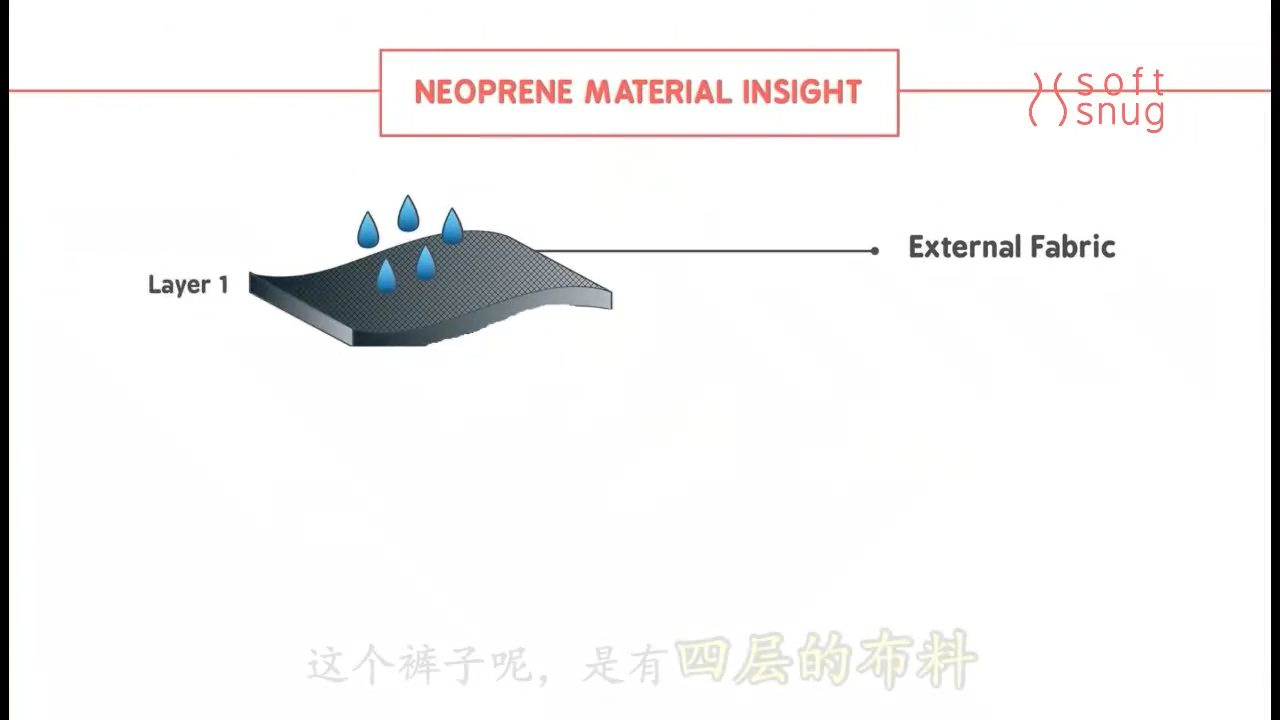 NEOPRENE MATERIAL INSIGHT
soft
snug
External Fabric
Layer 1
这个裤子呢，是有四层的布料